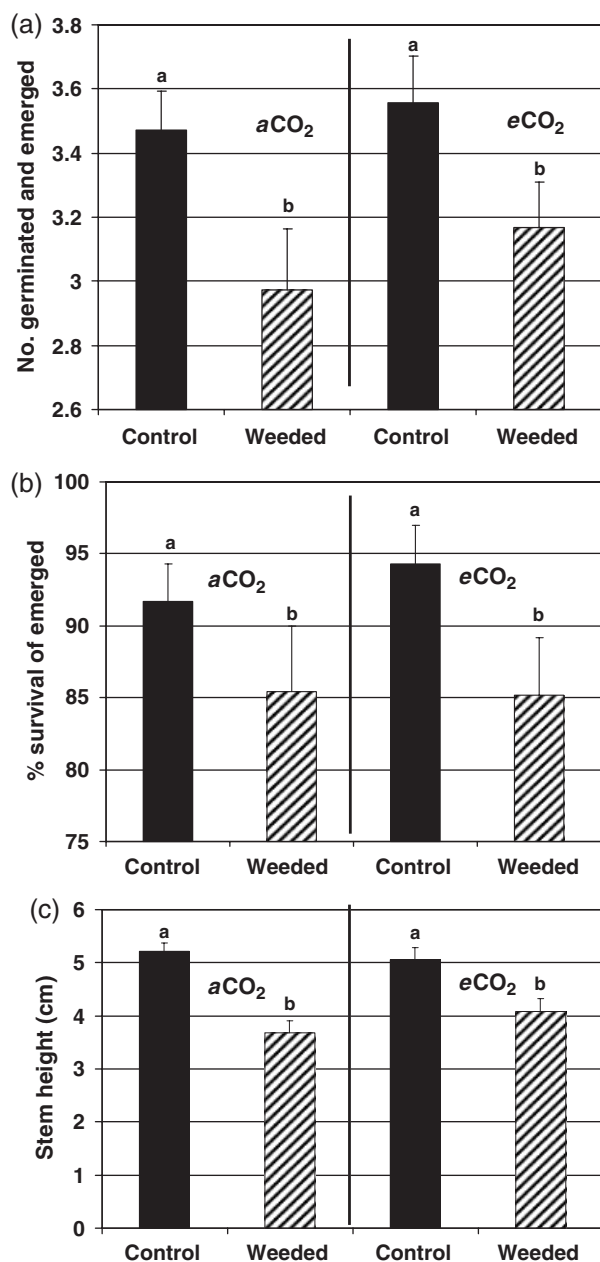 (a)
No. germinated and emerged
3.8
3.6
3.4
3.2
3
2.8
2.6
a
b
a
b
aCO₂
eCO₂
Control Weeded Control Weeded
(b)
% survival of emerged
100
95
90
85
80
75
a
b
a
b
aCO₂
eCO₂
Control Weeded Control Weeded
(c)
Stem height (cm)
6
5
4
3
2
1
0
a
b
a
b
aCO₂
eCO₂
Control Weeded Control Weeded